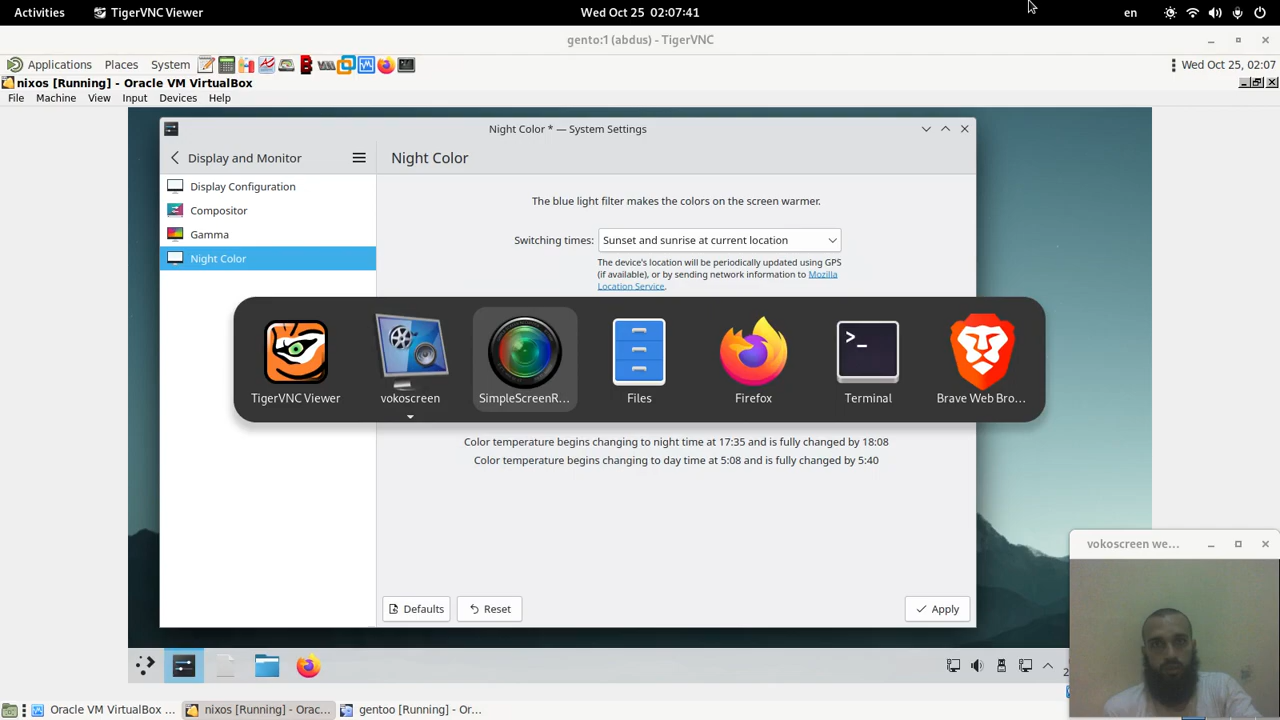 Activities
TigerVNC Viewer
Wed Oct 25 02:07:41
en
gento:1 (abdus) - TigerVNC
Applications Places System
Wed Oct 25, 02:07
nixos [Running] - Oracle VM VirtualBox
File Machine View Input Devices Help
Night Color * — System Settings
Display and Monitor
Night Color
Display Configuration
Compositor
Gamma
Night Color
The blue light filter makes the colors on the screen warmer.
Switching times: Sunset and sunrise at current location
The device's location will be periodically updated using GPS
(if available), or by sending network information to Mozilla
Location Service.
TigerVNC Viewer
vokoscreen
SimpleScreenR...
Files
Firefox
Terminal
Brave Web Bro...
Color temperature begins changing to night time at 17:35 and is fully changed by 18:08
Color temperature begins changing to day time at 5:08 and is fully changed by 5:40
Defaults
Reset
Apply
vokoscreen we...
Oracle VM VirtualBox ...
nixos [Running] - Orac...
gentoo [Running] - Or...